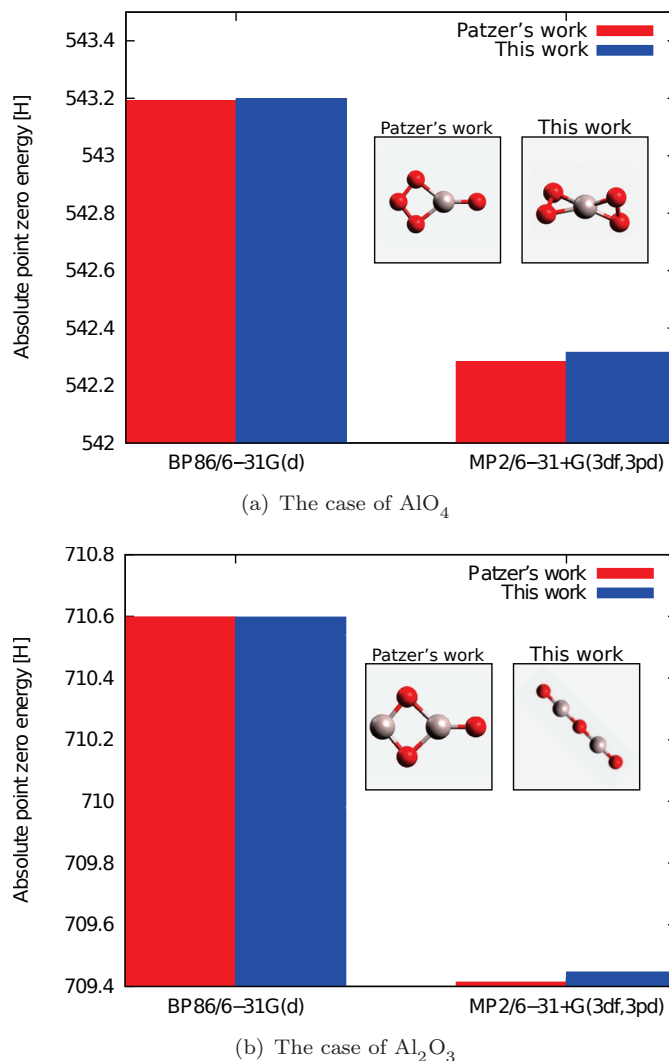 Patzer's work
This work
543.4
543.2
543
542.8
542.6
542.4
542.2
542
Absolute point zero energy [H]
Patzer's work
This work
BP86/6−31G(d)
MP2/6−31+G(3df,3pd)
(a) The case of AlO₄
Patzer's work
This work
710.8
710.6
710.4
710.2
710
709.8
709.6
709.4
Absolute point zero energy [H]
Patzer's work
This work
BP86/6−31G(d)
MP2/6−31+G(3df,3pd)
(b) The case of Al₂O₃